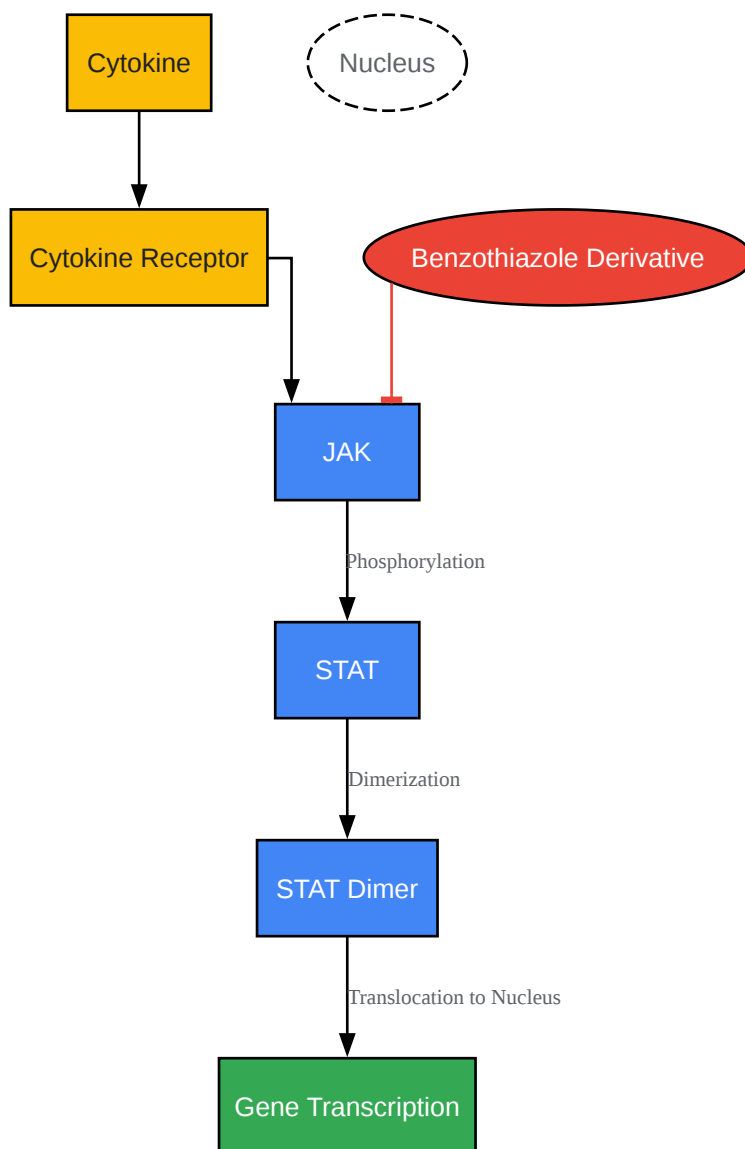 Cytokine
Nucleus
Cytokine Receptor
Benzothiazole Derivative
JAK
Phosphorylation
STAT
Dimerization
STAT Dimer
Translocation to Nucleus
Gene Transcription